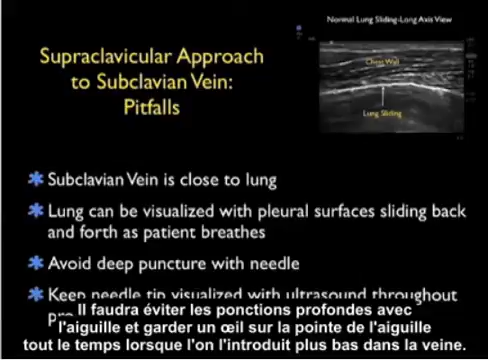 Normal Lung Sliding-Long Axis View
Supraclavicular Approach
to Subclavian Vein:
Pitfalls
Chest Wall
Lung Sliding
Subclavian Vein is close to lung
Lung can be visualized with pleural surfaces sliding back
and forth as patient breathes
Avoid deep puncture with needle
Keep needle tip visualized with ultrasound throughout
Il faudra éviter les ponctions profondes avec
l'aiguille et garder un œil sur la pointe de l'aiguille
tout le temps lorsque l'on l'introduit plus bas dans la veine.